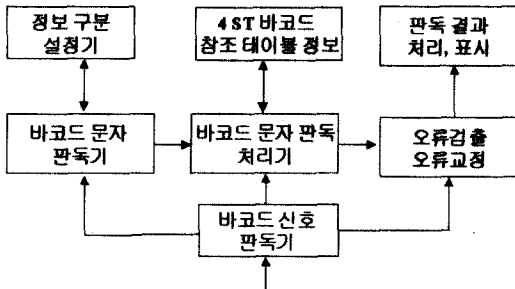 정보 구분
설정기
4 ST 바코드
참조 테이블 정보
판독 결과
처리, 표시
바코드 문자
판독기
바코드 문자 판독
처리기
오류검출
오류교정
바코드 신호
판독기